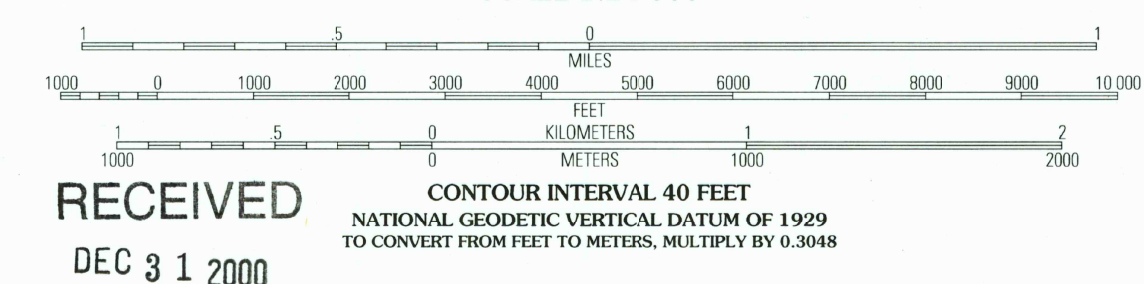 1 .5 0 1
MILES
1000 0 1000 2000 3000 4000 5000 6000 7000 8000 9000 10 000
FEET
1 .5 0 KILOMETERS 1 2
1000 0 METERS 1000 2000
RECEIVED
DEC 3 1 2000
CONTOUR INTERVAL 40 FEET
NATIONAL GEODETIC VERTICAL DATUM OF 1929
TO CONVERT FROM FEET TO METERS, MULTIPLY BY 0.3048